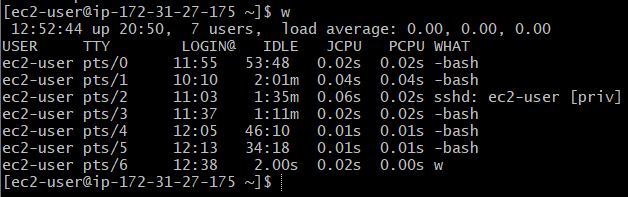 [ec2-user@ip-172-31-27-175 ~]$ w
 12:52:44 up 20:50,  7 users,  load average: 0.00, 0.00, 0.00
USER     TTY        LOGIN@   IDLE   JCPU   PCPU WHAT
ec2-user pts/0     11:55   53:48   0.02s  0.02s -bash
ec2-user pts/1     10:10    2:01m  0.04s  0.04s -bash
ec2-user pts/2     11:03    1:35m  0.06s  0.02s sshd: ec2-user [priv]
ec2-user pts/3     11:37    1:11m  0.02s  0.02s -bash
ec2-user pts/4     12:05   46:10   0.01s  0.01s -bash
ec2-user pts/5     12:13   34:18   0.01s  0.01s -bash
ec2-user pts/6     12:38    2.00s  0.02s  0.00s w
[ec2-user@ip-172-31-27-175 ~]$